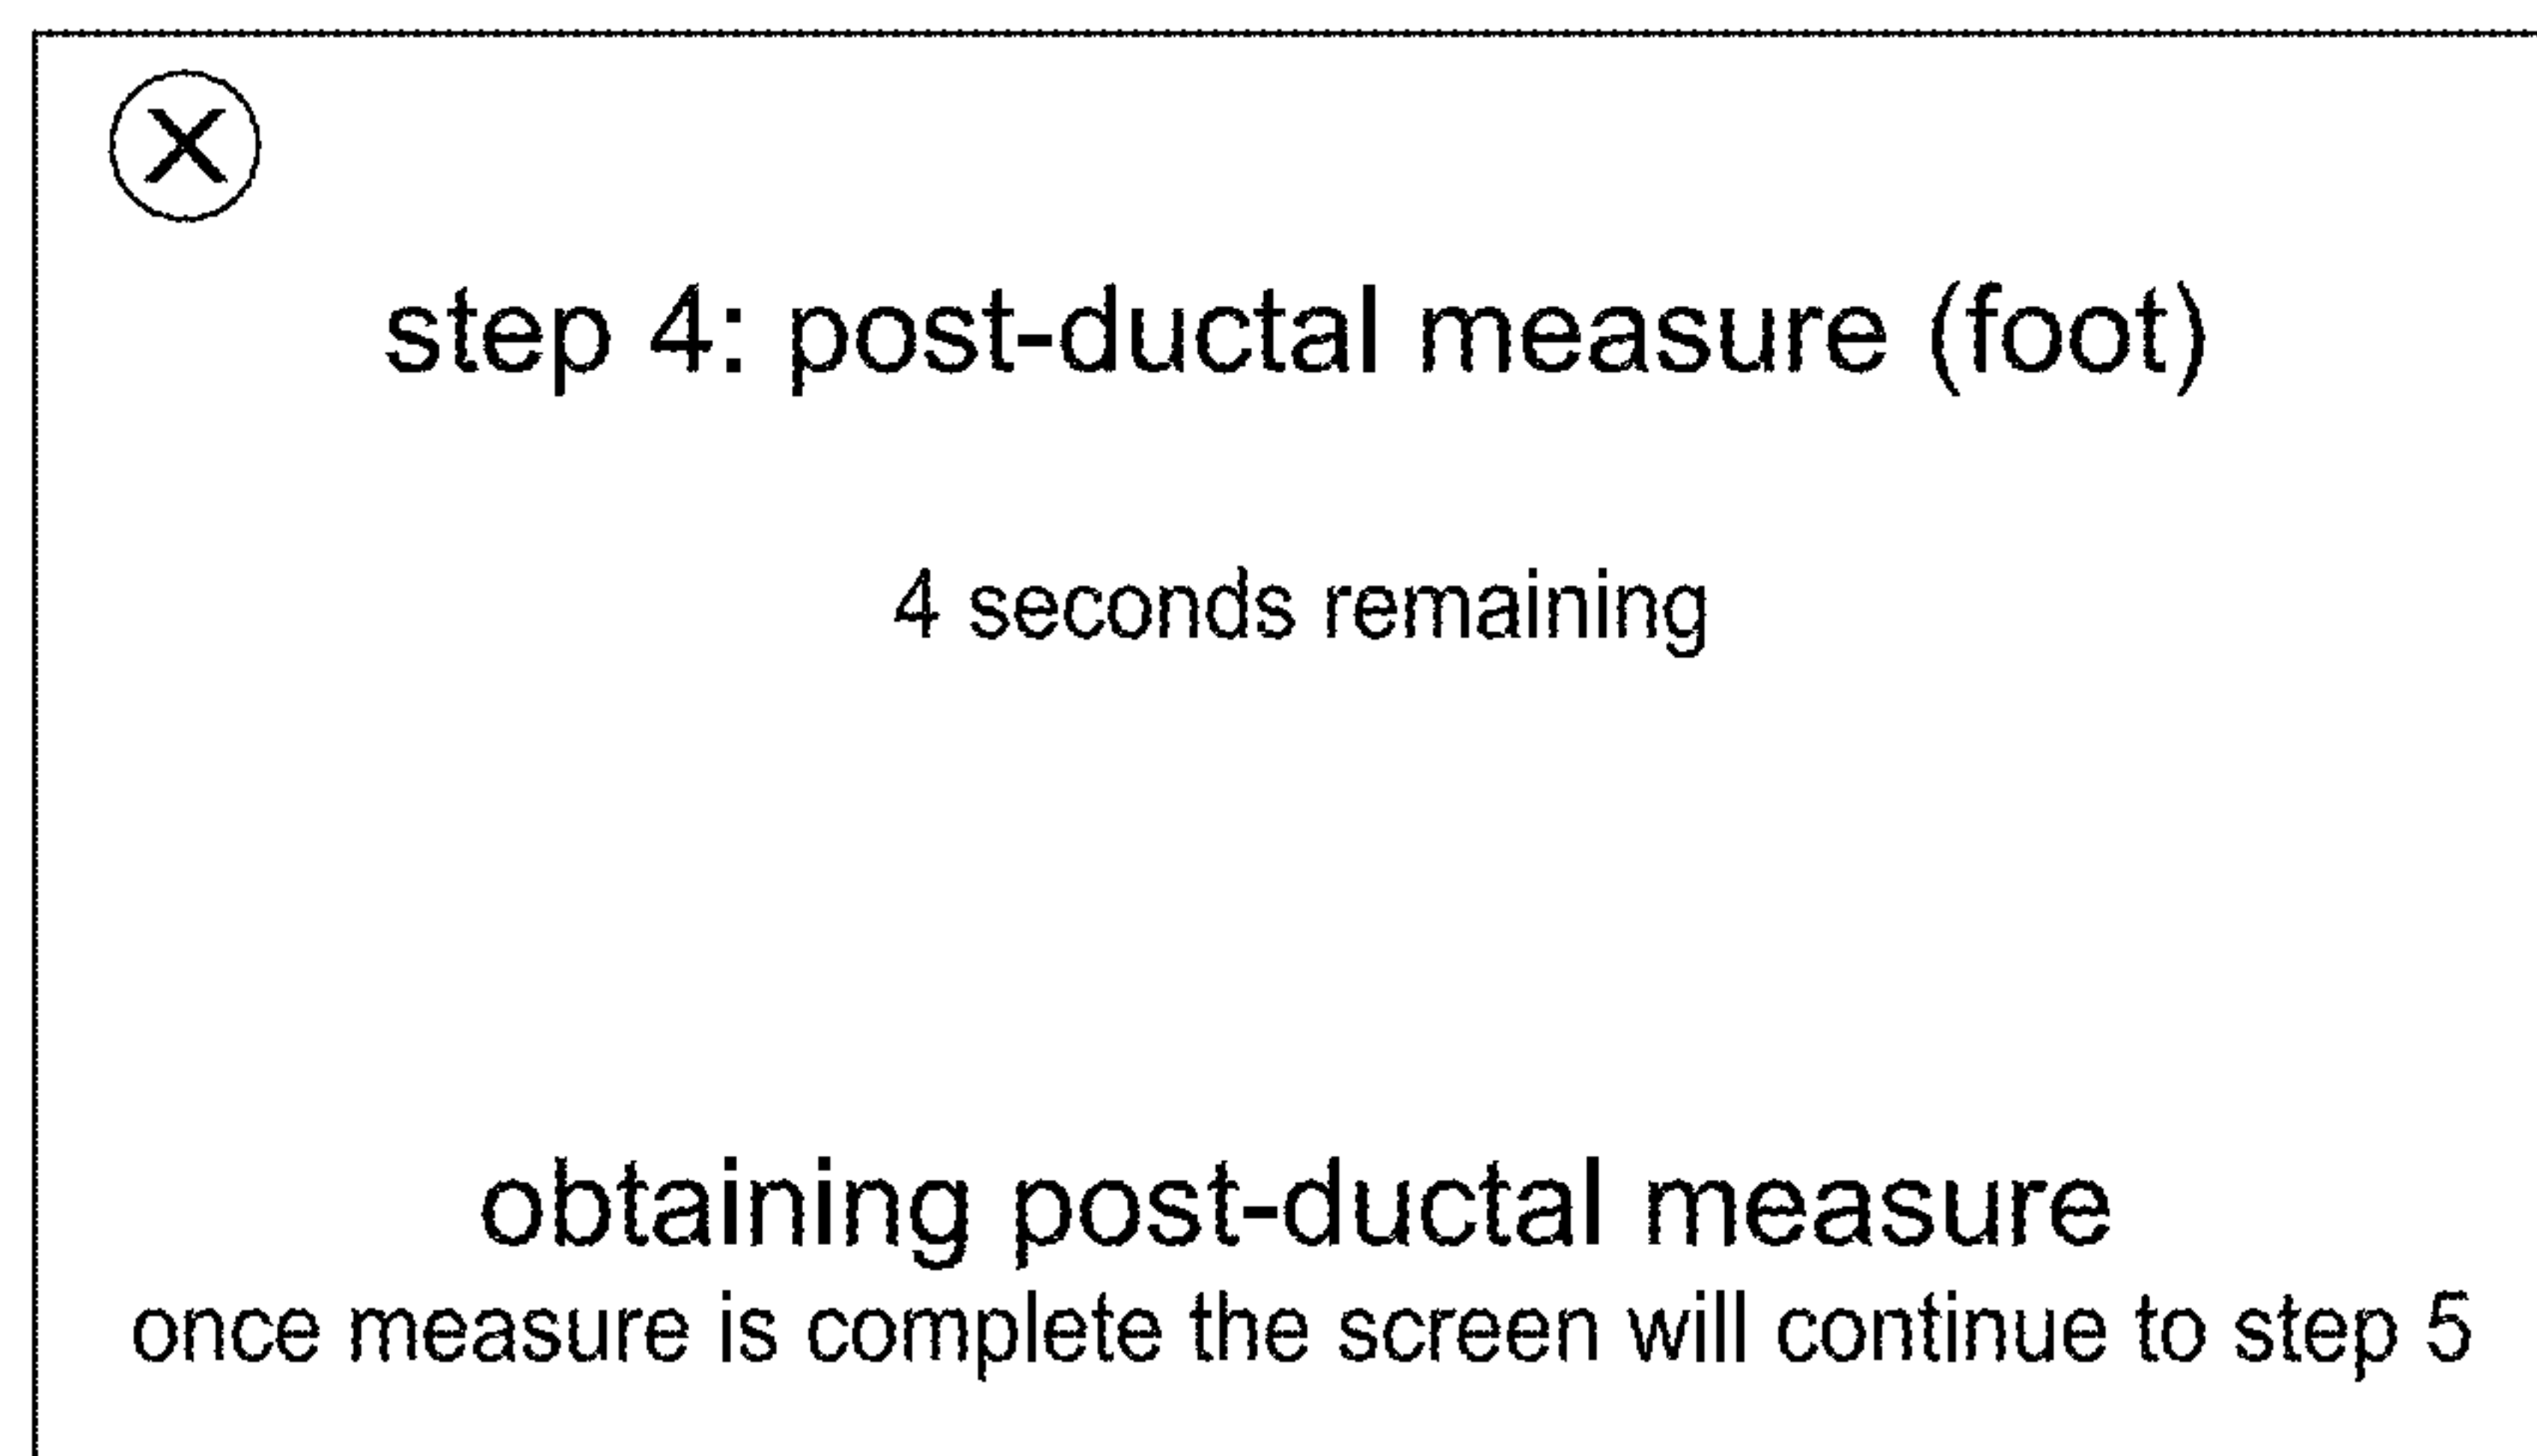 X
step 4: post-ductal measure (foot)
4 seconds remaining
obtaining post-ductal measure
once measure is complete the screen will continue to step 5